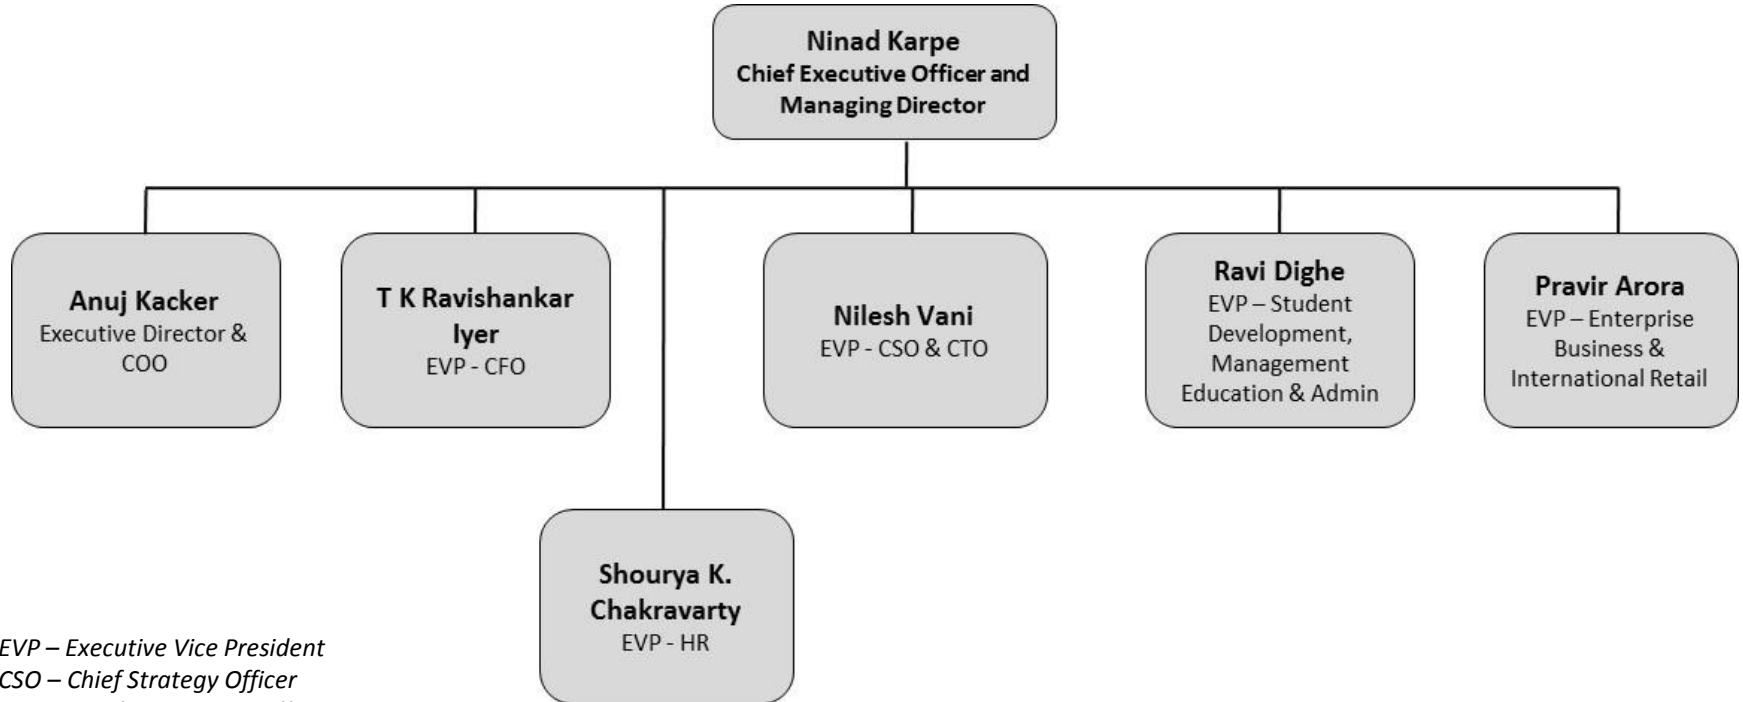 Ninad Karpe
Chief Executive Officer and
Managing Director
Anuj Kacker
Executive Director &
COO
T K Ravishankar
Iyer
EVP - CFO
Nilesh Vani
EVP - CSO & CTO
Ravi Dighe
EVP – Student
Development,
Management
Education & Admin
Pravir Arora
EVP – Enterprise
Business &
International Retail
Shourya K.
Chakravarty
EVP - HR
EVP – Executive Vice President
CSO – Chief Strategy Officer